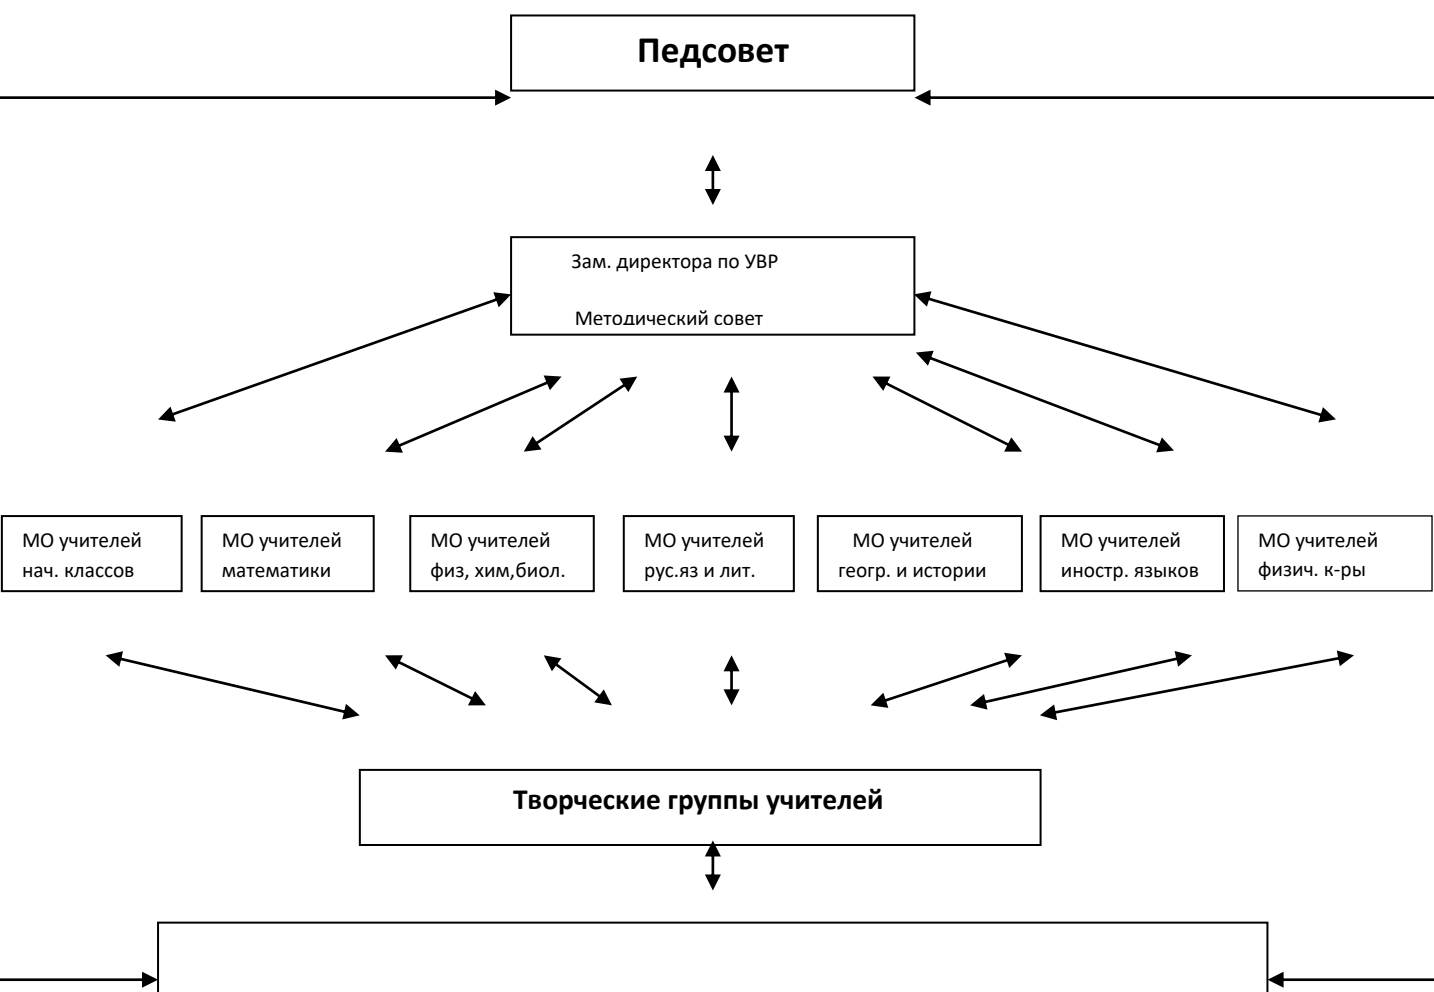 Педсовет
Зам. директора по УВР
Методический совет
МО учителей
нач. классов
МО учителей
математики
МО учителей
физ, хим,биол.
МО учителей
рус.яз и лит.
МО учителей
геогр. и истории
МО учителей
иностр. языков
МО учителей
физич. к-ры
Творческие группы учителей